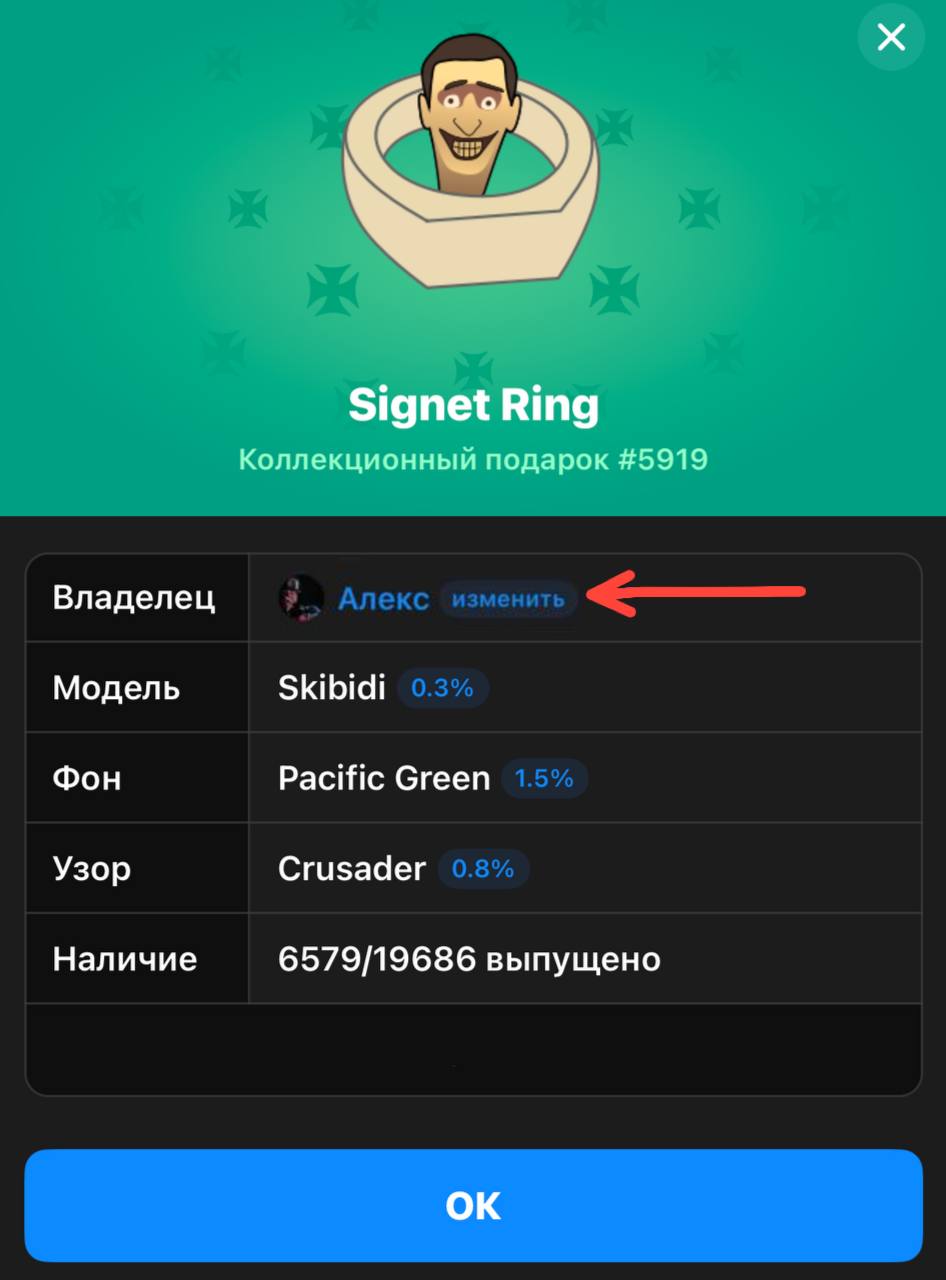 Signet Ring
Коллекционный подарок #5919
Владелец Алекс изменить
Модель Skibidi 0.3%
Фон Pacific Green 1.5%
Узор Crusader 0.8%
Наличие 6579/19686 выпущено
ОК